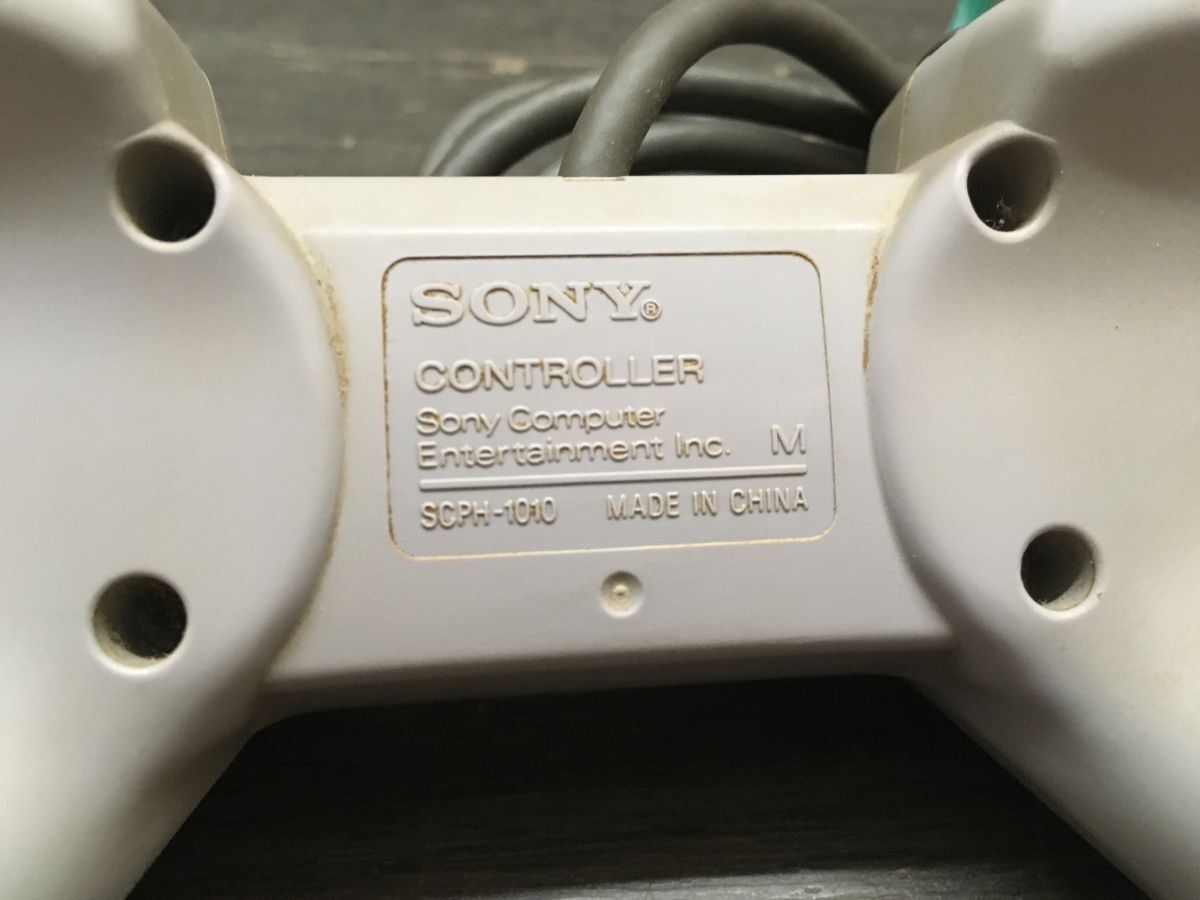 SONY®
CONTROLLER
Sony Computer
Entertainment Inc. M
SCPH-1010 MADE IN CHINA